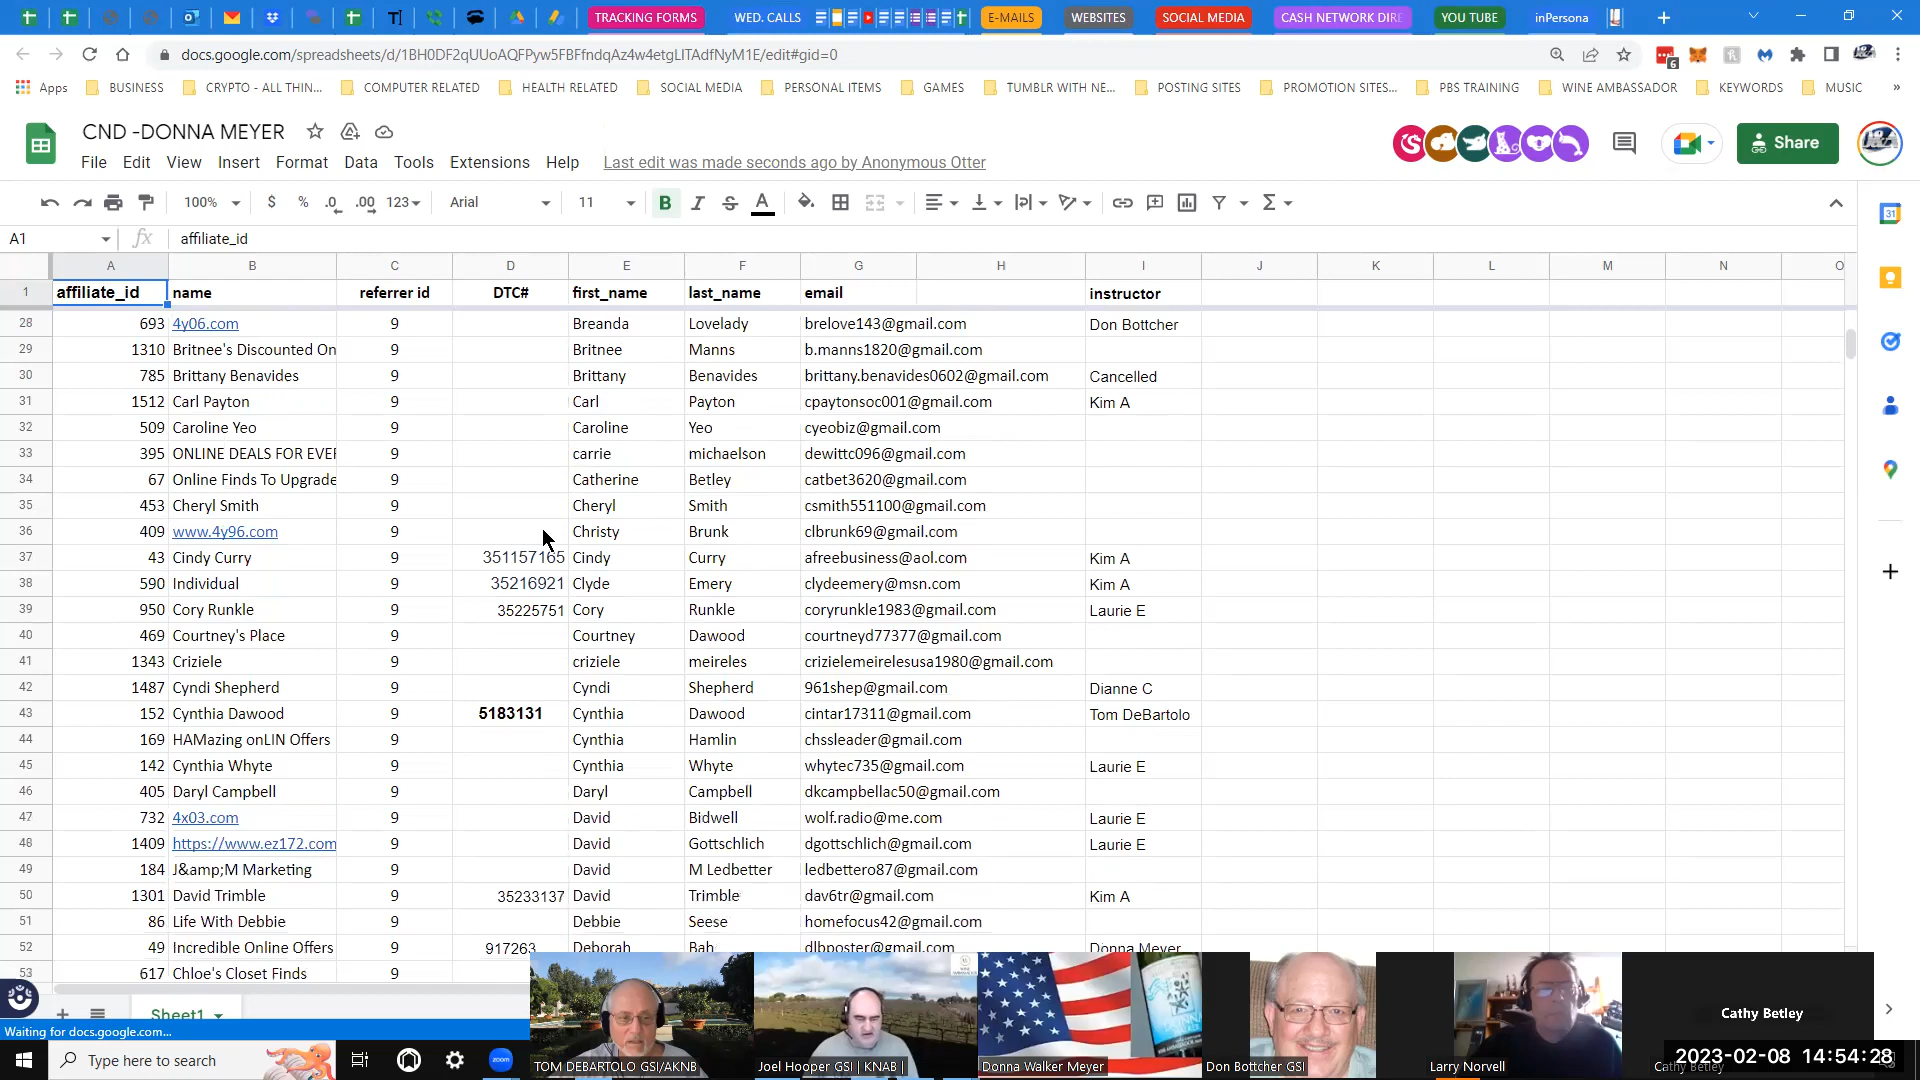 TRACKING FORMS
WED. CALLS
E-MAILS
WEBSITES
SOCIAL MEDIA
CASH NETWORK DIRE
YOU TUBE
inPersona
docs.google.com/spreadsheets/d/1BH0DF2qUUoAQFPyw5FBFfndqAz4w4etgLITAdfNyM1E/edit#gid=0
6
Apps BUSINESS CRYPTO - ALL THIN... COMPUTER RELATED HEALTH RELATED SOCIAL MEDIA PERSONAL ITEMS GAMES TUMBLR WITH NE... POSTING SITES PROMOTION SITES... PBS TRAINING WINE AMBASSADOR KEYWORDS MUSIC »
CND -DONNA MEYER
Share
File Edit View Insert Format Data Tools Extensions Help Last edit was made seconds ago by Anonymous Otter
100% $ % .0 .00 123 Arial 11 B I S A Σ
31
A1 fx affiliate_id
A B C D E F G H I J K L M N O
1 affiliate_id name referrer id DTC# first_name last_name email instructor
28 693 4y06.com 9 Breanda Lovelady brelove143@gmail.com Don Bottcher
29 1310 Britnee's Discounted On 9 Britnee Manns b.manns1820@gmail.com
30 785 Brittany Benavides 9 Brittany Benavides brittany.benavides0602@gmail.com Cancelled
31 1512 Carl Payton 9 Carl Payton cpaytonsoc001@gmail.com Kim A
32 509 Caroline Yeo 9 Caroline Yeo cyeobiz@gmail.com
33 395 ONLINE DEALS FOR EVER 9 carrie michaelson dewittc096@gmail.com
34 67 Online Finds To Upgrade 9 Catherine Betley catbet3620@gmail.com
35 453 Cheryl Smith 9 Cheryl Smith csmith551100@gmail.com
36 409 www.4y96.com 9 Christy Brunk clbrunk69@gmail.com
37 43 Cindy Curry 9 351157165 Cindy Curry afreebusiness@aol.com Kim A
38 590 Individual 9 35216921 Clyde Emery clydeemery@msn.com Kim A
39 950 Cory Runkle 9 35225751 Cory Runkle coryrunkle1983@gmail.com Laurie E
40 469 Courtney's Place 9 Courtney Dawood courtneyd77377@gmail.com
41 1343 Criziele 9 criziele meireles crizielemeirelesusa1980@gmail.com
42 1487 Cyndi Shepherd 9 Cyndi Shepherd 961shep@gmail.com Dianne C
43 152 Cynthia Dawood 9 5183131 Cynthia Dawood cintar17311@gmail.com Tom DeBartolo
44 169 HAMazing onLIN Offers 9 Cynthia Hamlin chssleader@gmail.com
45 142 Cynthia Whyte 9 Cynthia Whyte whytec735@gmail.com Laurie E
46 405 Daryl Campbell 9 Daryl Campbell dkcampbellac50@gmail.com
47 732 4x03.com 9 David Bidwell wolf.radio@me.com Laurie E
48 1409 https://www.ez172.com 9 David Gottschlich dgottschlich@gmail.com Laurie E
49 184 J&amp;M Marketing 9 David M Ledbetter ledbettero87@gmail.com
50 1301 David Trimble 9 35233137 David Trimble dav6tr@gmail.com Kim A
51 86 Life With Debbie 9 Debbie Seese homefocus42@gmail.com
52 49 Incredible Online Offers 9 917263 Deborah Bah dlbposter@gmail.com Donna Meyer
53 617 Chloe's Closet Finds 9
Sheet1
Waiting for docs.google.com...
Type here to search
zoom
TOM DEBARTOLO GSI/AKNB
Joel Hooper GSI | KNAB |
Donna Walker Meyer
Don Bottcher GSI
Larry Norvell
Cathy Betley
Cathy Betley
2023-02-08 14:54:28